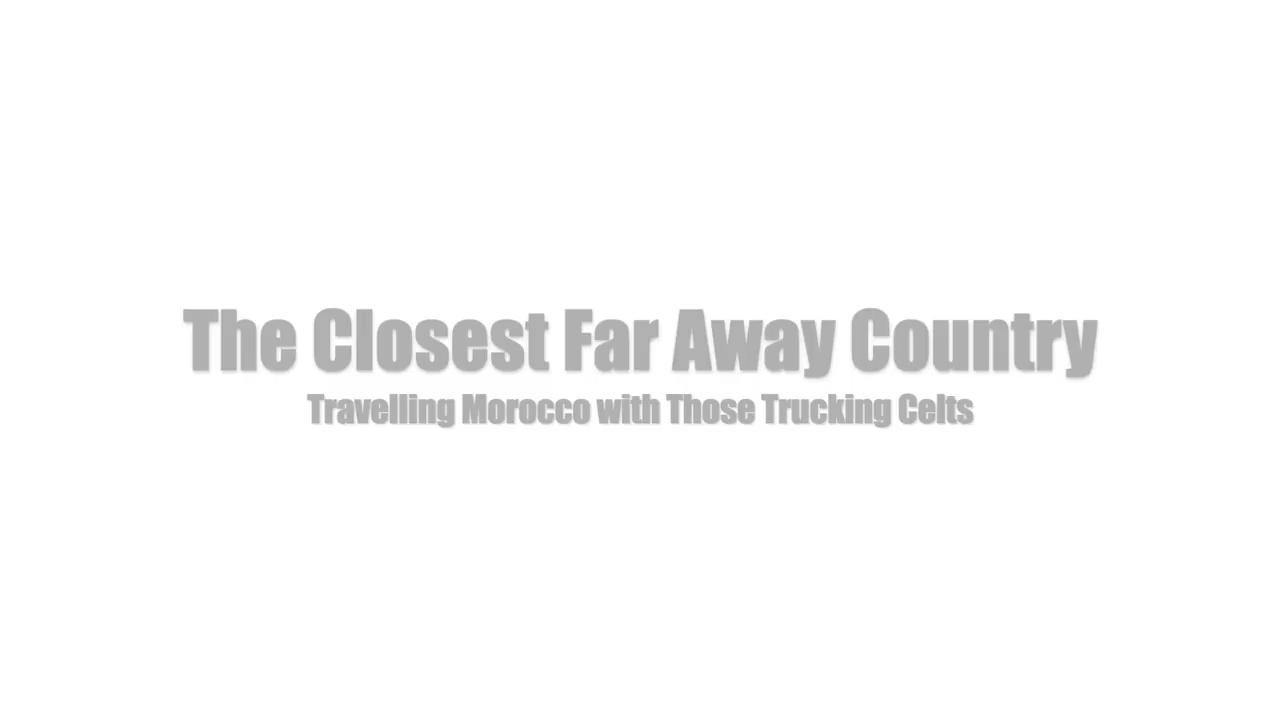 The Closest Far Away Country
Travelling Morocco with Those Trucking Celts